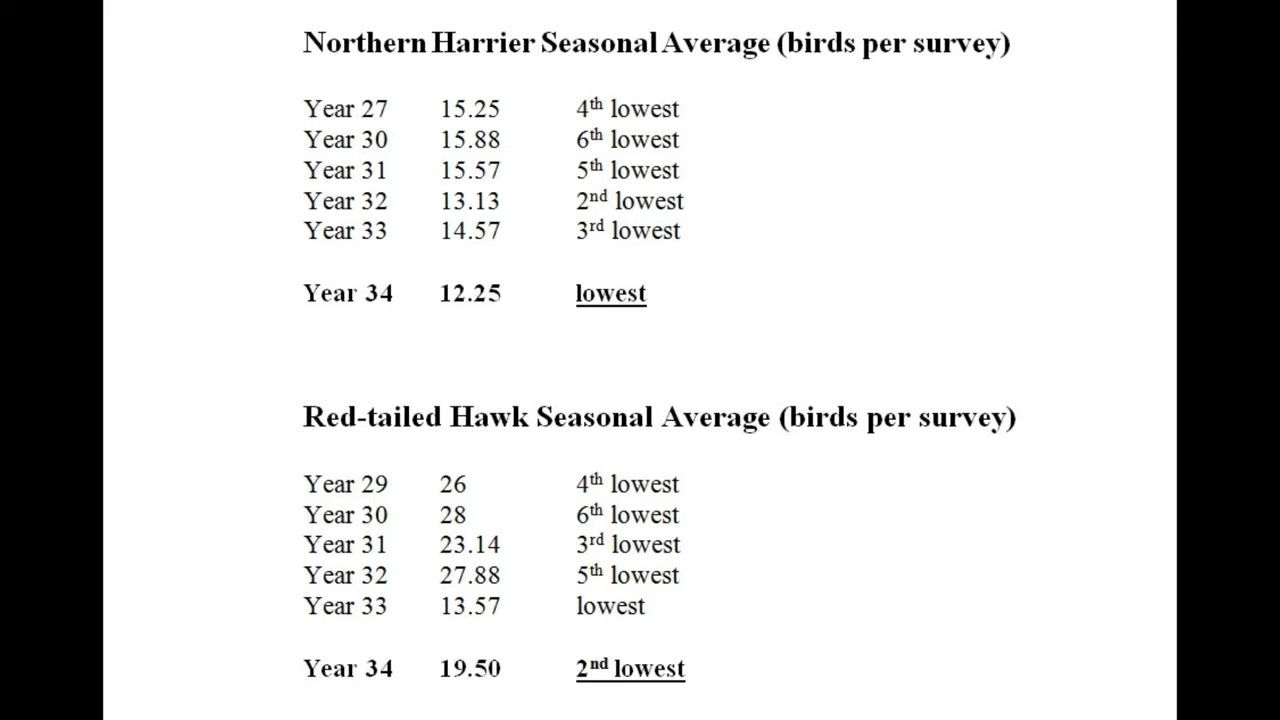 Northern Harrier Seasonal Average (birds per survey)
Year 27 15.25 4th lowest
Year 30 15.88 6th lowest
Year 31 15.57 5th lowest
Year 32 13.13 2nd lowest
Year 33 14.57 3rd lowest
Year 34 12.25 lowest
Red-tailed Hawk Seasonal Average (birds per survey)
Year 29 26 4th lowest
Year 30 28 6th lowest
Year 31 23.14 3rd lowest
Year 32 27.88 5th lowest
Year 33 13.57 lowest
Year 34 19.50 2nd lowest